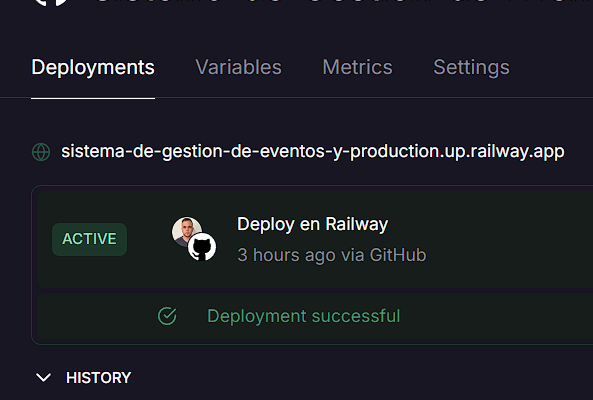 Deployments Variables Metrics Settings
sistema-de-gestion-de-eventos-y-production.up.railway.app
ACTIVE
Deploy en Railway
3 hours ago via GitHub
Deployment successful
HISTORY